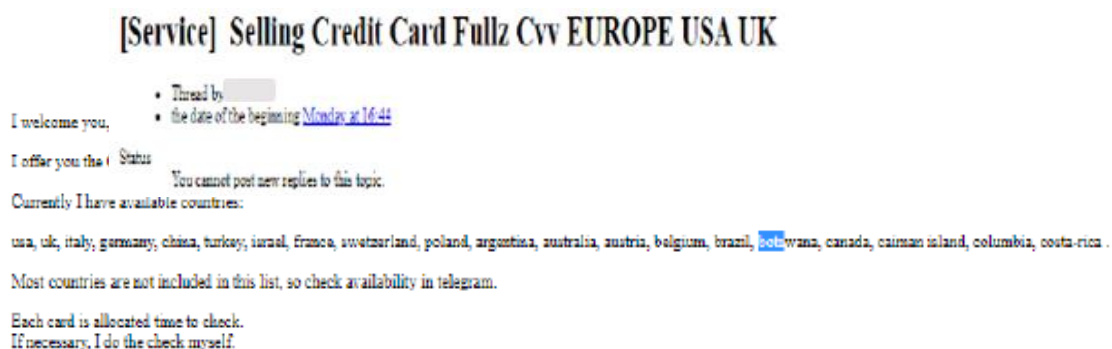 [Service] Selling Credit Card Fullz Cvv EUROPE USA UK
Thread by
the date of the beginning Monday at 16:44
I welcome you,
I offer you the
Status
You cannot post new replies to this topic.
Currently I have available countries:
usa, uk, italy, germany, china, turkey, israel, france, swetzerland, poland, argentina, australia, austria, belgium, brazil, botswana, canada, caiman island, columbia, costa-rica .
Most countries are not included in this list, so check availability in telegram.
Each card is allocated time to check.
If necessary, I do the check myself.